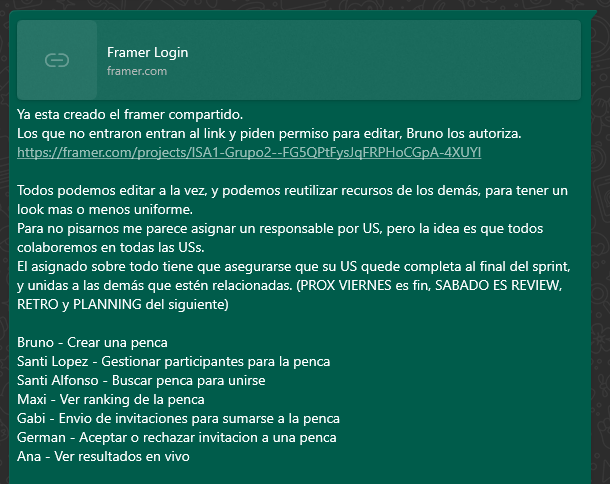 Framer Login
framer.com
Ya esta creado el framer compartido.
Los que no entraron entran al link y piden permiso para editar, Bruno los autoriza.
https://framer.com/projects/ISA1-Grupo2--FG5QPtFysJqFRPHoCGpA-4XUYI
Todos podemos editar a la vez, y podemos reutilizar recursos de los demás, para tener un
look mas o menos uniforme.
Para no pisarnos me parece asignar un responsable por US, pero la idea es que todos
colaboremos en todas las USs.
El asignado sobre todo tiene que asegurarse que su US quede completa al final del sprint,
y unidas a las demás que estén relacionadas. (PROX VIERNES es fin, SABADO ES REVIEW,
RETRO y PLANNING del siguiente)
Bruno - Crear una penca
Santi Lopez - Gestionar participantes para la penca
Santi Alfonso - Buscar penca para unirse
Maxi - Ver ranking de la penca
Gabi - Envio de invitaciones para sumarse a la penca
German - Aceptar o rechazar invitacion a una penca
Ana - Ver resultados en vivo